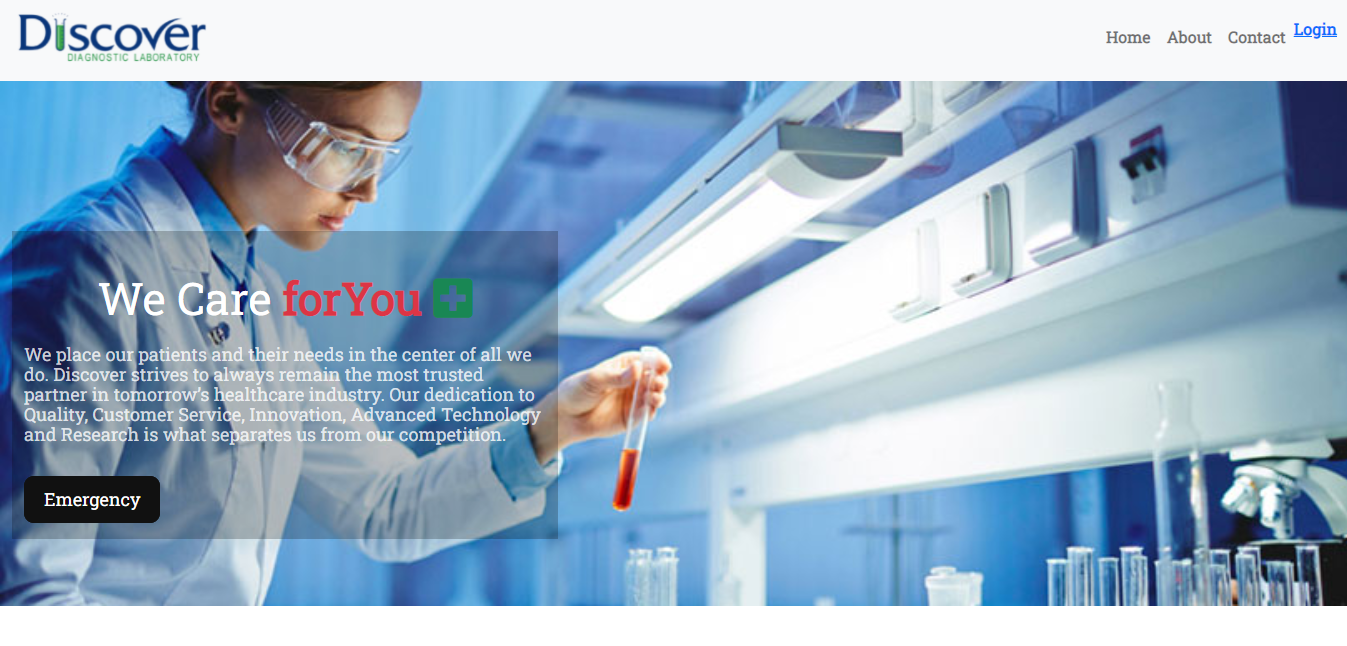 Discover
DIAGNOSTIC LABORATORY
Home About Contact Login
We Care forYou
We place our patients and their needs in the center of all we
do. Discover strives to always remain the most trusted
partner in tomorrow’s healthcare industry. Our dedication to
Quality, Customer Service, Innovation, Advanced Technology
and Research is what separates us from our competition.
Emergency